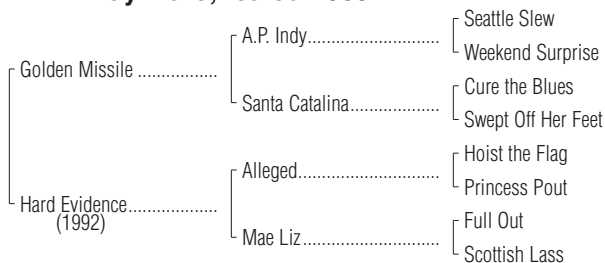 Seattle Slew
A.P. Indy
Weekend Surprise
Golden Missile
Cure the Blues
Santa Catalina
Swept Off Her Feet
Hoist the Flag
Alleged
Princess Pout
Hard Evidence
(1992)
Full Out
Mae Liz
Scottish Lass